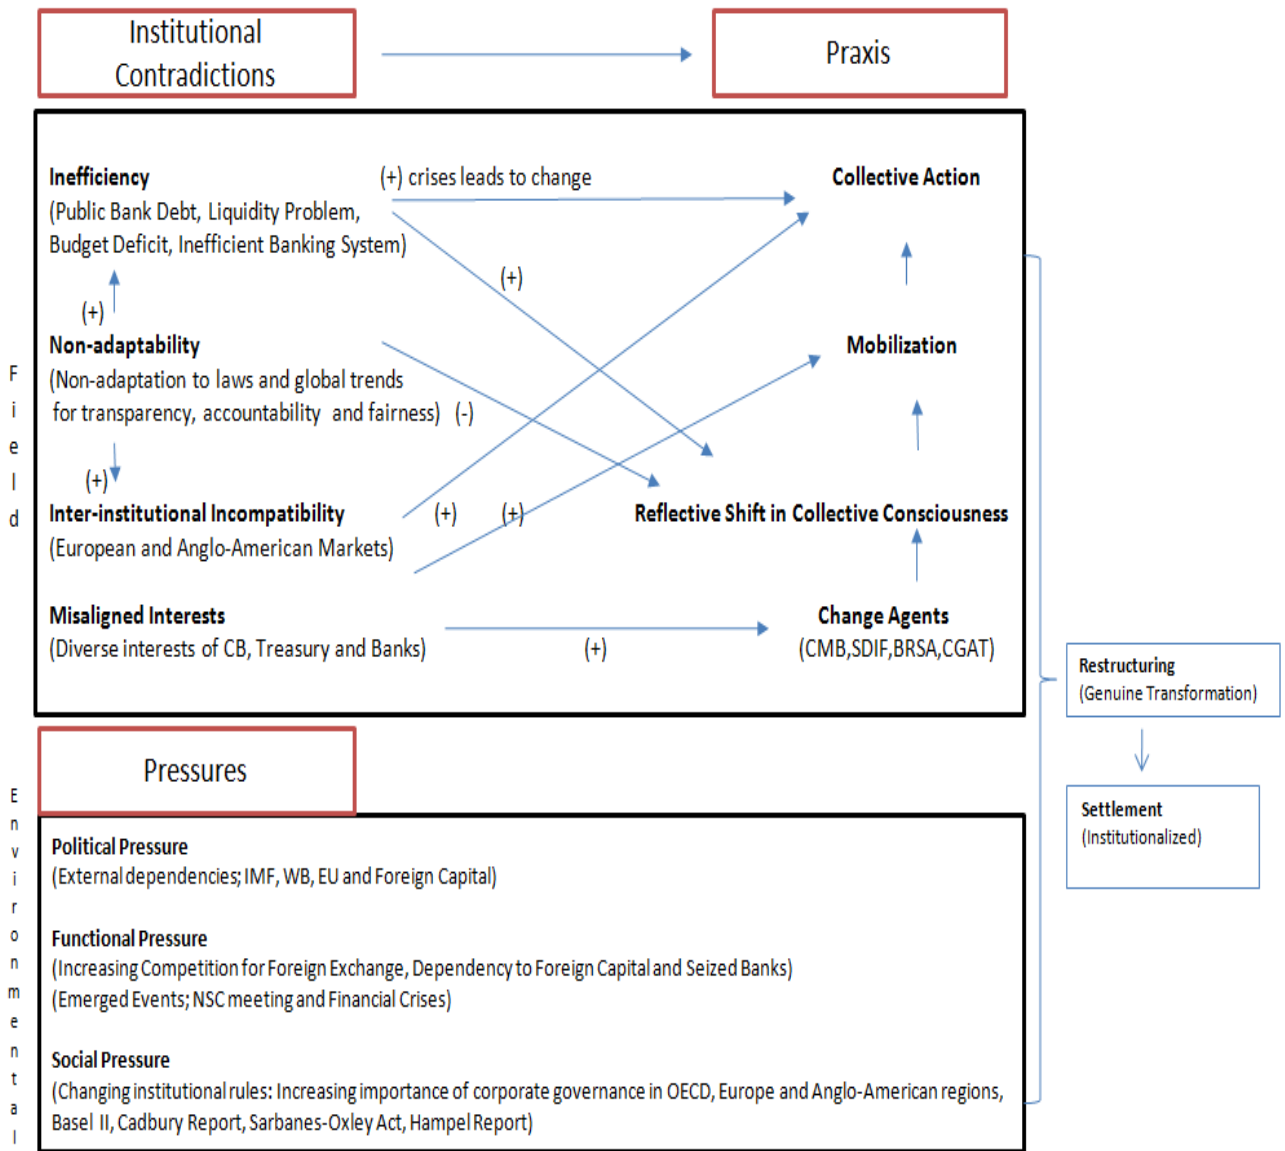 Institutional
Contradictions
Praxis
Inefficiency
(+) crises leads to change
Collective Action
(Public Bank Debt, Liquidity Problem,
Budget Deficit, Inefficient Banking System)
(+)
(+)
Non-adaptability
Mobilization
(Non-adaptation to laws and global trends
for transparency, accountability and fairness) (-)
(+)
Inter-institutional Incompatibility
(+)
(+)
Reflective Shift in Collective Consciousness
(European and Anglo-American Markets)
Misaligned Interests
Change Agents
(Diverse interests of CB, Treasury and Banks)
(+)
(CMB,SDIF,BRSA,CGAT)
Field
Restructuring
(Genuine Transformation)
Settlement
(Institutionalized)
Pressures
Political Pressure
(External dependencies; IMF, WB, EU and Foreign Capital)
Functional Pressure
(Increasing Competition for Foreign Exchange, Dependency to Foreign Capital and Seized Banks)
(Emerged Events; NSC meeting and Financial Crises)
Social Pressure
(Changing institutional rules: Increasing importance of corporate governance in OECD, Europe and Anglo-American regions,
Basel II, Cadbury Report, Sarbanes-Oxley Act, Hampel Report)
Environmental